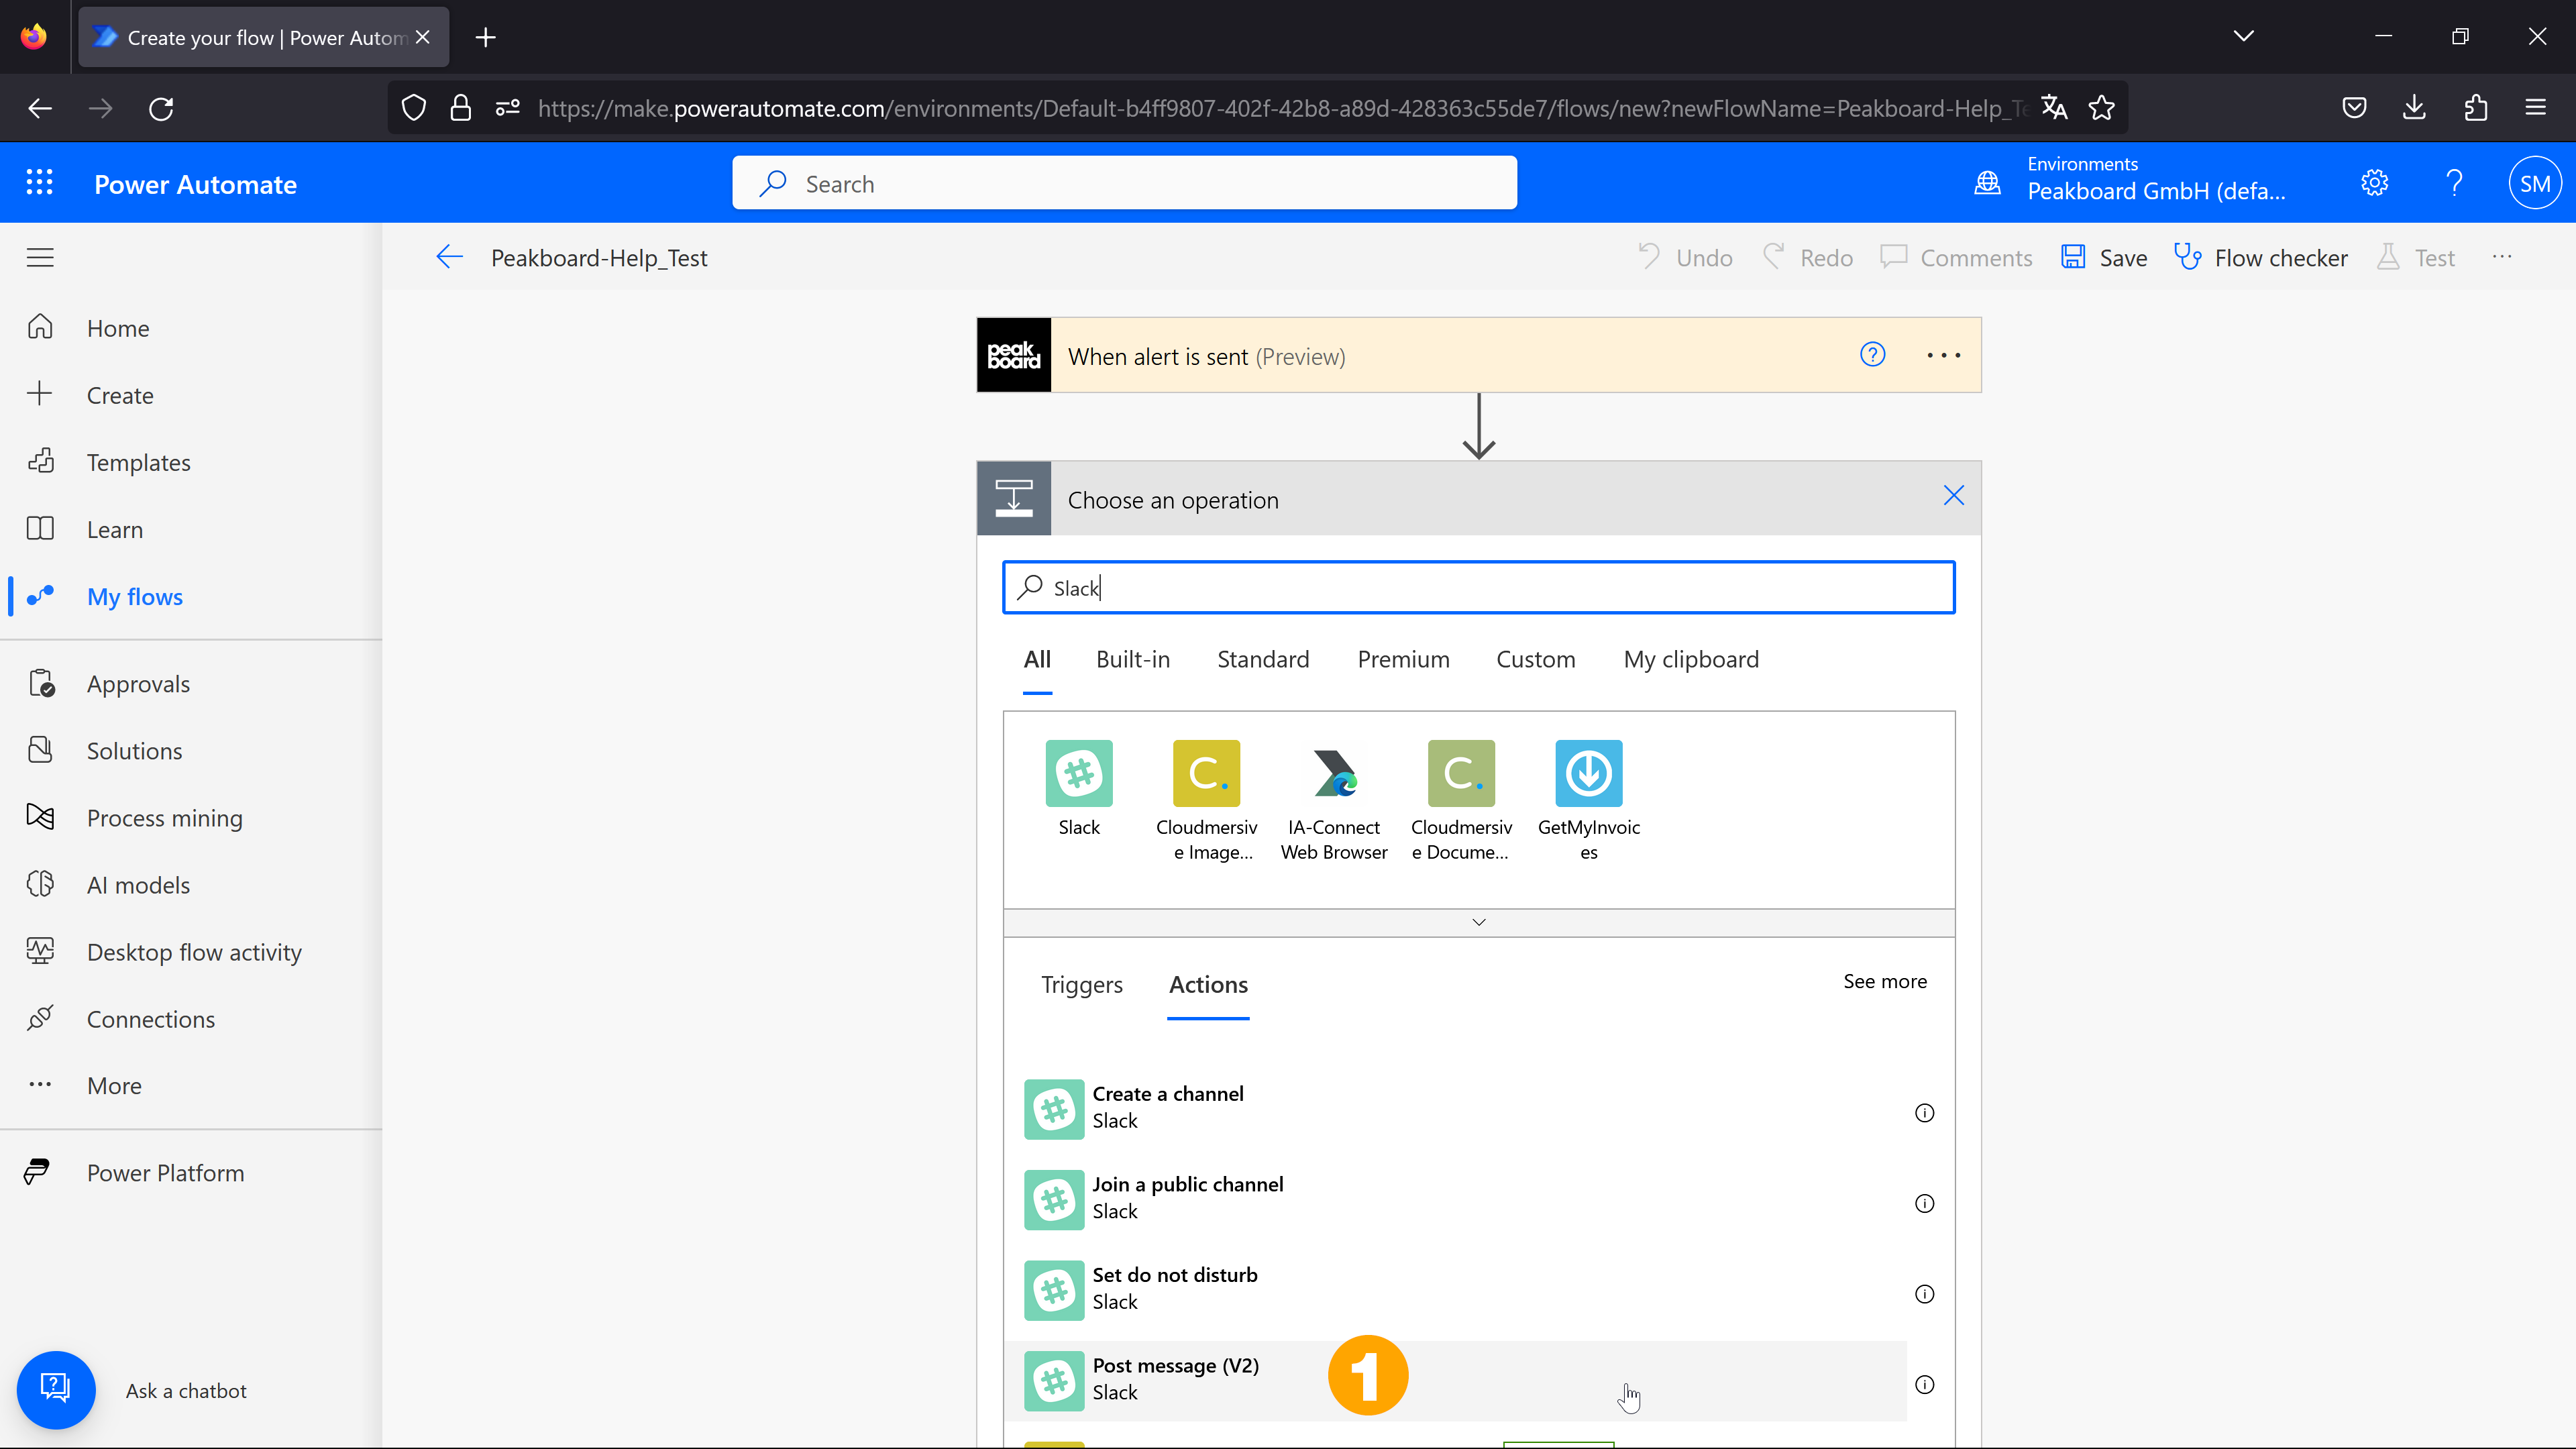 Create your flow | Power Autom
https://make.powerautomate.com/environments/Default-b4ff9807-402f-42b8-a89d-428363c55de7/flows/new?newFlowName=Peakboard-Help_Te
Power Automate
Search
Environments
Peakboard GmbH (defa...
SM
Peakboard-Help_Test
Undo
Redo
Comments
Save
Flow checker
Test
Home
Create
Templates
Learn
My flows
Approvals
Solutions
Process mining
AI models
Desktop flow activity
Connections
More
Power Platform
Ask a chatbot
peak
board
When alert is sent (Preview)
Choose an operation
Slack
All
Built-in
Standard
Premium
Custom
My clipboard
Slack
Cloudmersiv
e Image...
IA-Connect
Web Browser
Cloudmersiv
e Docume...
GetMyInvoic
es
Triggers
Actions
See more
Create a channel
Slack
Join a public channel
Slack
Set do not disturb
Slack
Post message (V2)
Slack
1